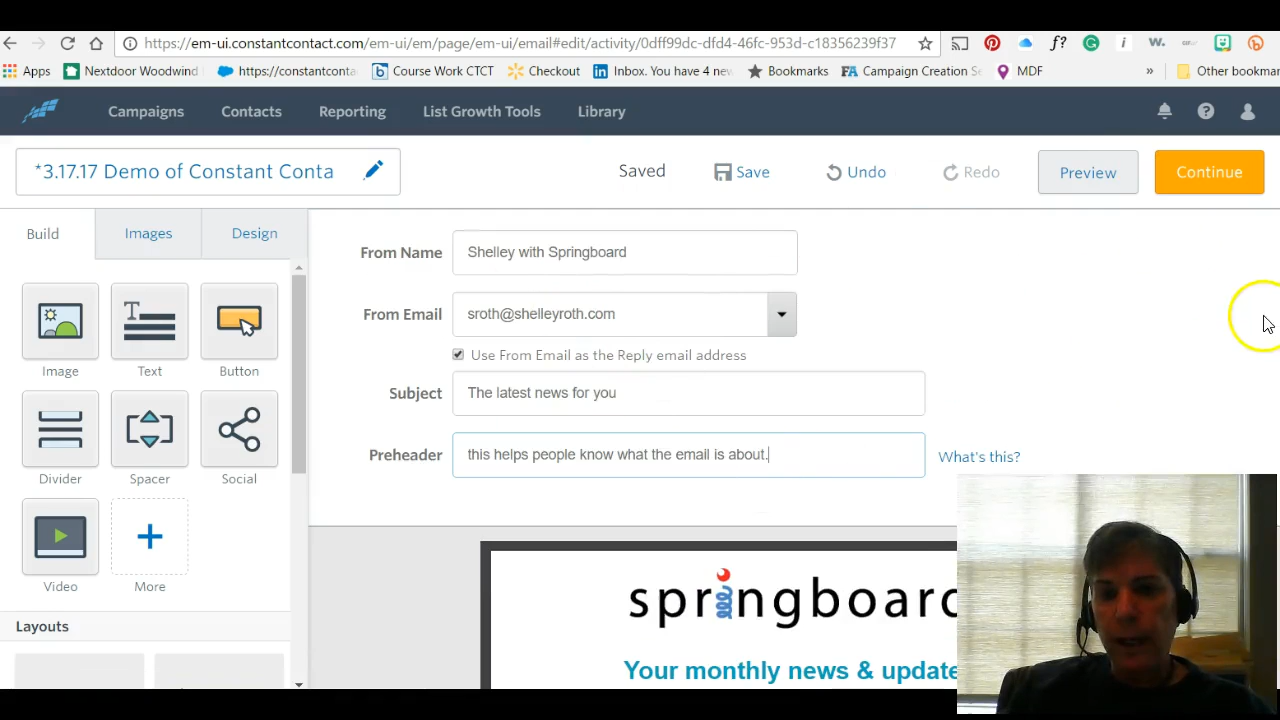 https://em-ui.constantcontact.com/em-ui/em/page/em-ui/email#edit/activity/0dff99dc-dfd4-46fc-953d-c18356239f37
Apps Nextdoor Woodwind https://constantconta Course Work CTCT Checkout Inbox. You have 4 new Bookmarks FA Campaign Creation Se MDF » Other bookmar
Campaigns Contacts Reporting List Growth Tools Library
*3.17.17 Demo of Constant Conta Saved Save Undo Redo Preview Continue
Build Images Design
From Name Shelley with Springboard
From Email sroth@shelleyroth.com
Use From Email as the Reply email address
Subject The latest news for you
Preheader this helps people know what the email is about. What's this?
Image Text Button
Divider Spacer Social
Video More
Layouts
springboard
Your monthly news & update